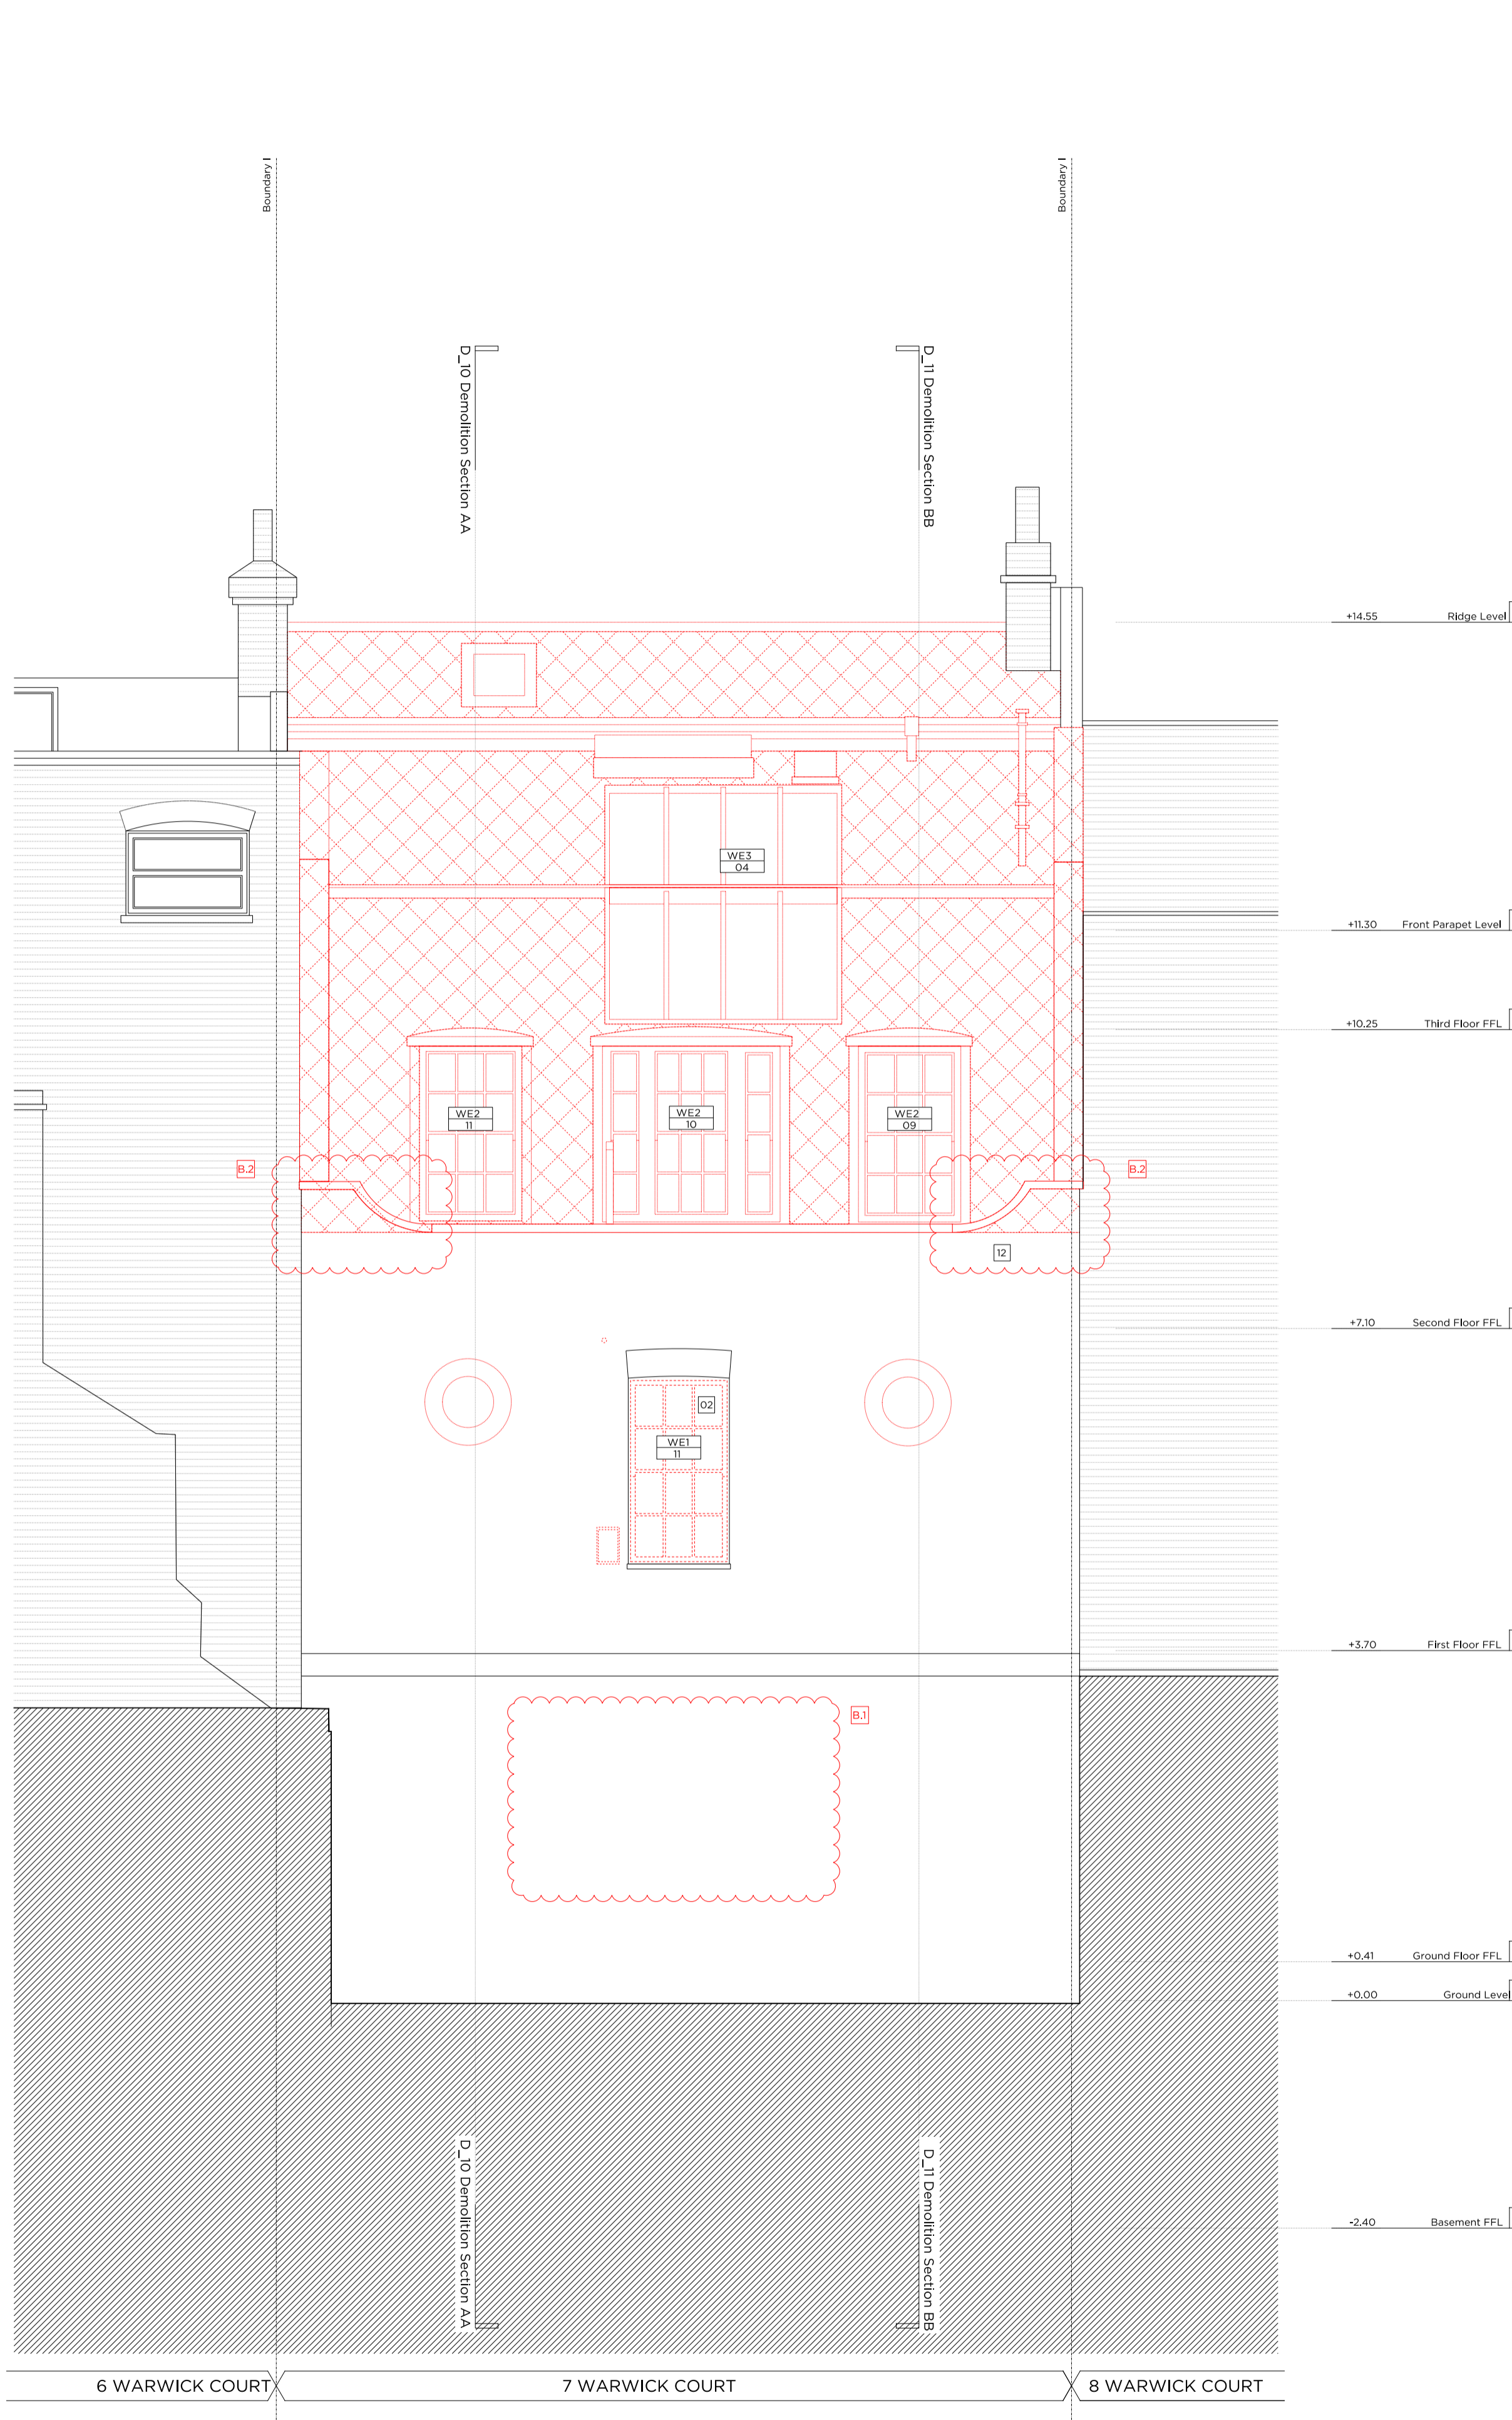 Boundary l
Boundary l
D_10 Demolition Section AA
D_11 Demolition Section BB
+14.55 Ridge Level
WE3
04
+11.30 Front Parapet Level
+10.25 Third Floor FFL
WE2
11
WE2
10
WE2
09
B.2
B.2
12
+7.10 Second Floor FFL
02
WE1
11
+3.70 First Floor FFL
B.1
+0.41 Ground Floor FFL
+0.00 Ground Level
D_10 Demolition Section AA
D_11 Demolition Section BB
-2.40 Basement FFL
6 WARWICK COURT
7 WARWICK COURT
8 WARWICK COURT